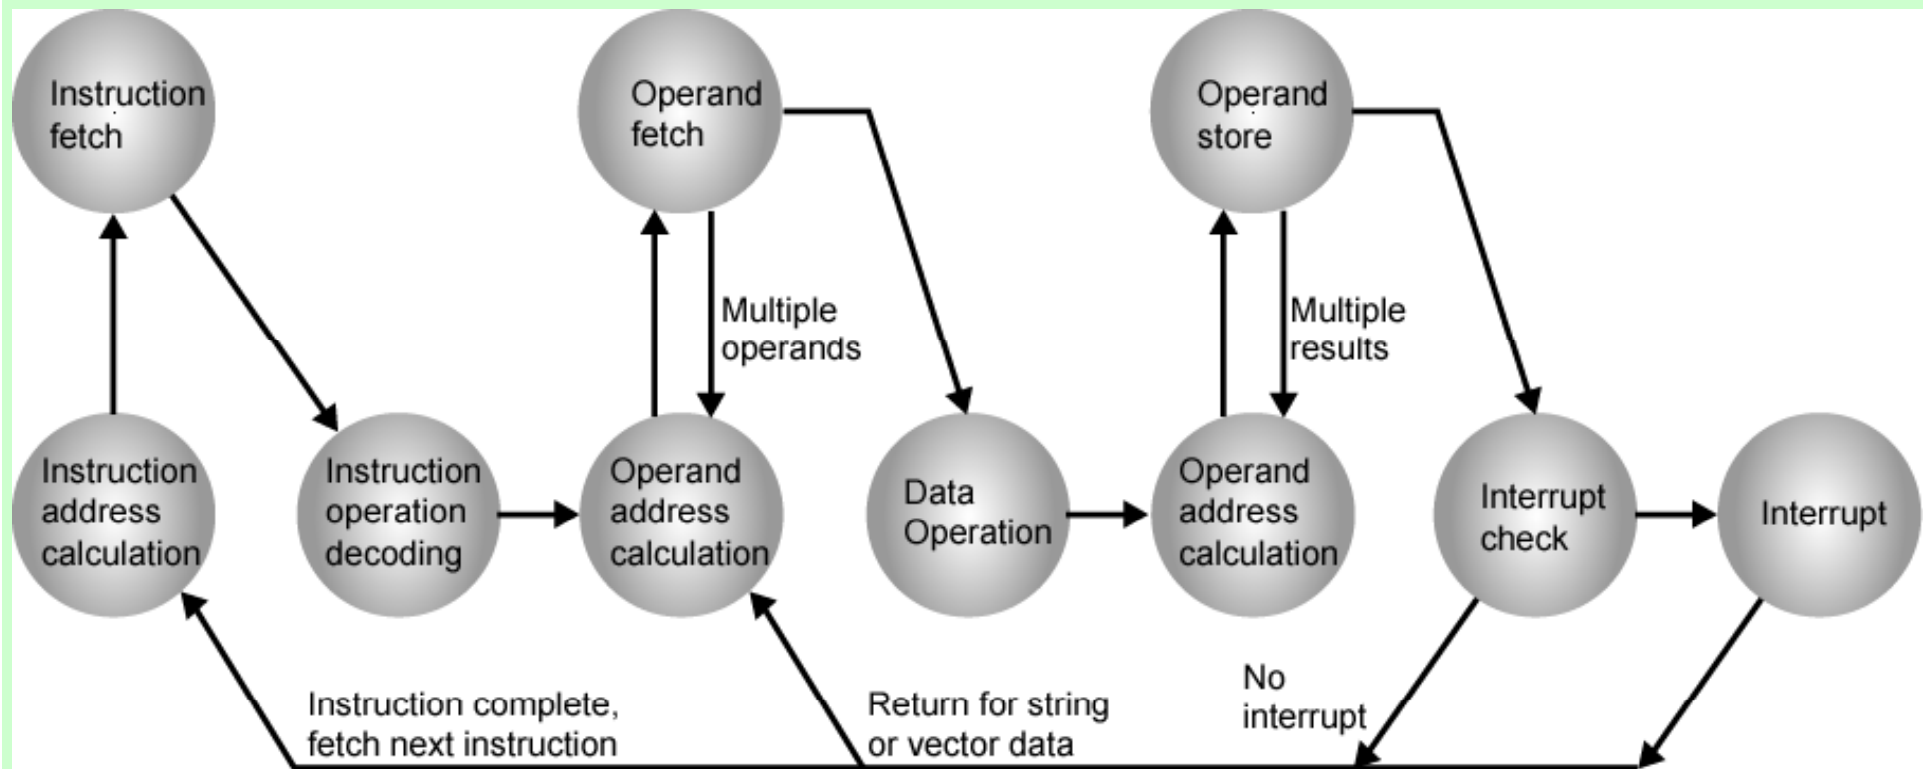 Instruction
fetch
Operand
fetch
Operand
store
Multiple
operands
Multiple
results
Instruction
address
calculation
Instruction
operation
decoding
Operand
address
calculation
Data
Operation
Operand
address
calculation
Interrupt
check
Interrupt
Instruction complete,
fetch next instruction
Return for string
or vector data
No
interrupt